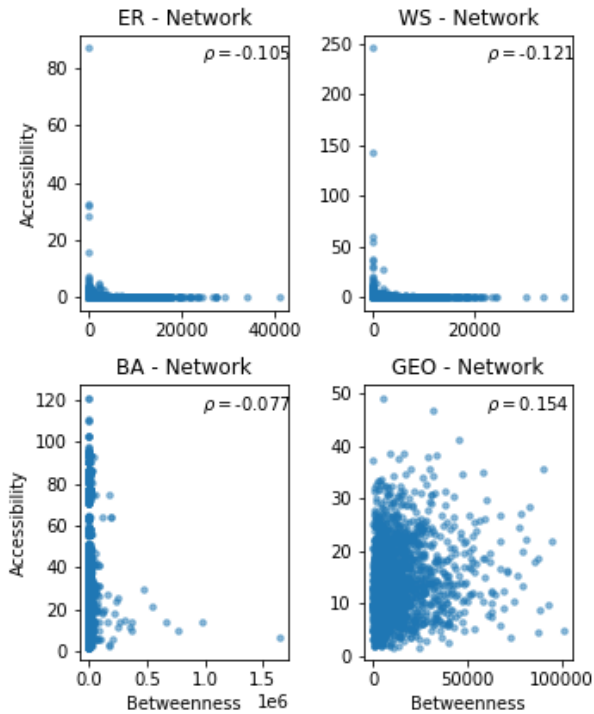 ER - Network
ρ = -0.105
Accessibility
80
60
40
20
0
0 20000 40000
WS - Network
ρ = -0.121
250
200
150
100
50
0
0 20000
BA - Network
ρ = -0.077
Accessibility
120
100
80
60
40
20
0
0.0 0.5 1.0 1.5
Betweenness 1e6
GEO - Network
ρ = 0.154
50
40
30
20
10
0
0 50000 100000
Betweenness